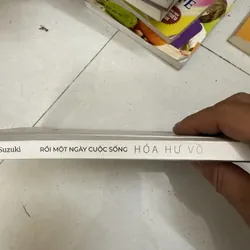 Suzuki RỒI MỘT NGÀY CUỘC SỐNG HÓA HƯ VÔ